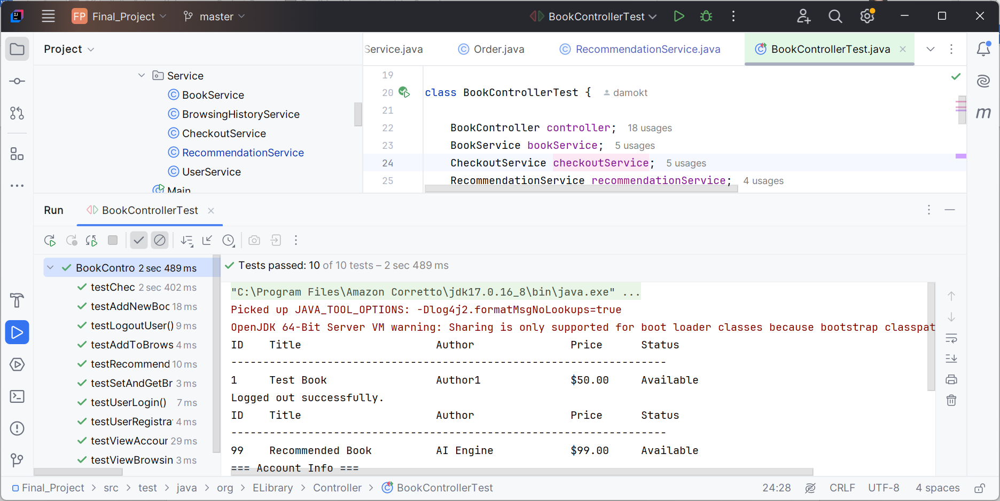 FP Final_Project master BookControllerTest
Project
Service
BookService
BrowsingHistoryService
CheckoutService
RecommendationService
UserService
Main
Service.java Order.java RecommendationService.java BookControllerTest.java
19
20 class BookControllerTest { damokt
21
22 BookController controller; 18 usages
23 BookService bookService; 5 usages
24 CheckoutService checkoutService; 5 usages
25 RecommendationService recommendationService; 4 usages
m
Run BookControllerTest
BookContro 2 sec 489 ms
testChec 2 sec 402 ms
testAddNewBoc 18 ms
testLogoutUser() 9 ms
testAddToBrows 4 ms
testRecommend 10 ms
testSetAndGetBr 3 ms
testUserLogin() 7 ms
testUserRegistra 4 ms
testViewAccour 29 ms
testViewBrowsin 3 ms
Tests passed: 10 of 10 tests – 2 sec 489 ms
"C:\Program Files\Amazon Corretto\jdk17.0.16_8\bin\java.exe" ...
Picked up JAVA_TOOL_OPTIONS: -Dlog4j2.formatMsgNoLookups=true
OpenJDK 64-Bit Server VM warning: Sharing is only supported for boot loader classes because bootstrap classpat
ID Title Author Price Status
--------------------------------------------------------------------
1 Test Book Author1 $50.00 Available
Logged out successfully.
ID Title Author Price Status
--------------------------------------------------------------------
99 Recommended Book AI Engine $99.00 Available
=== Account Info ===
Final_Project > src > test > java > org > ELibrary > Controller > BookControllerTest
24:28 CRLF UTF-8 4 spaces